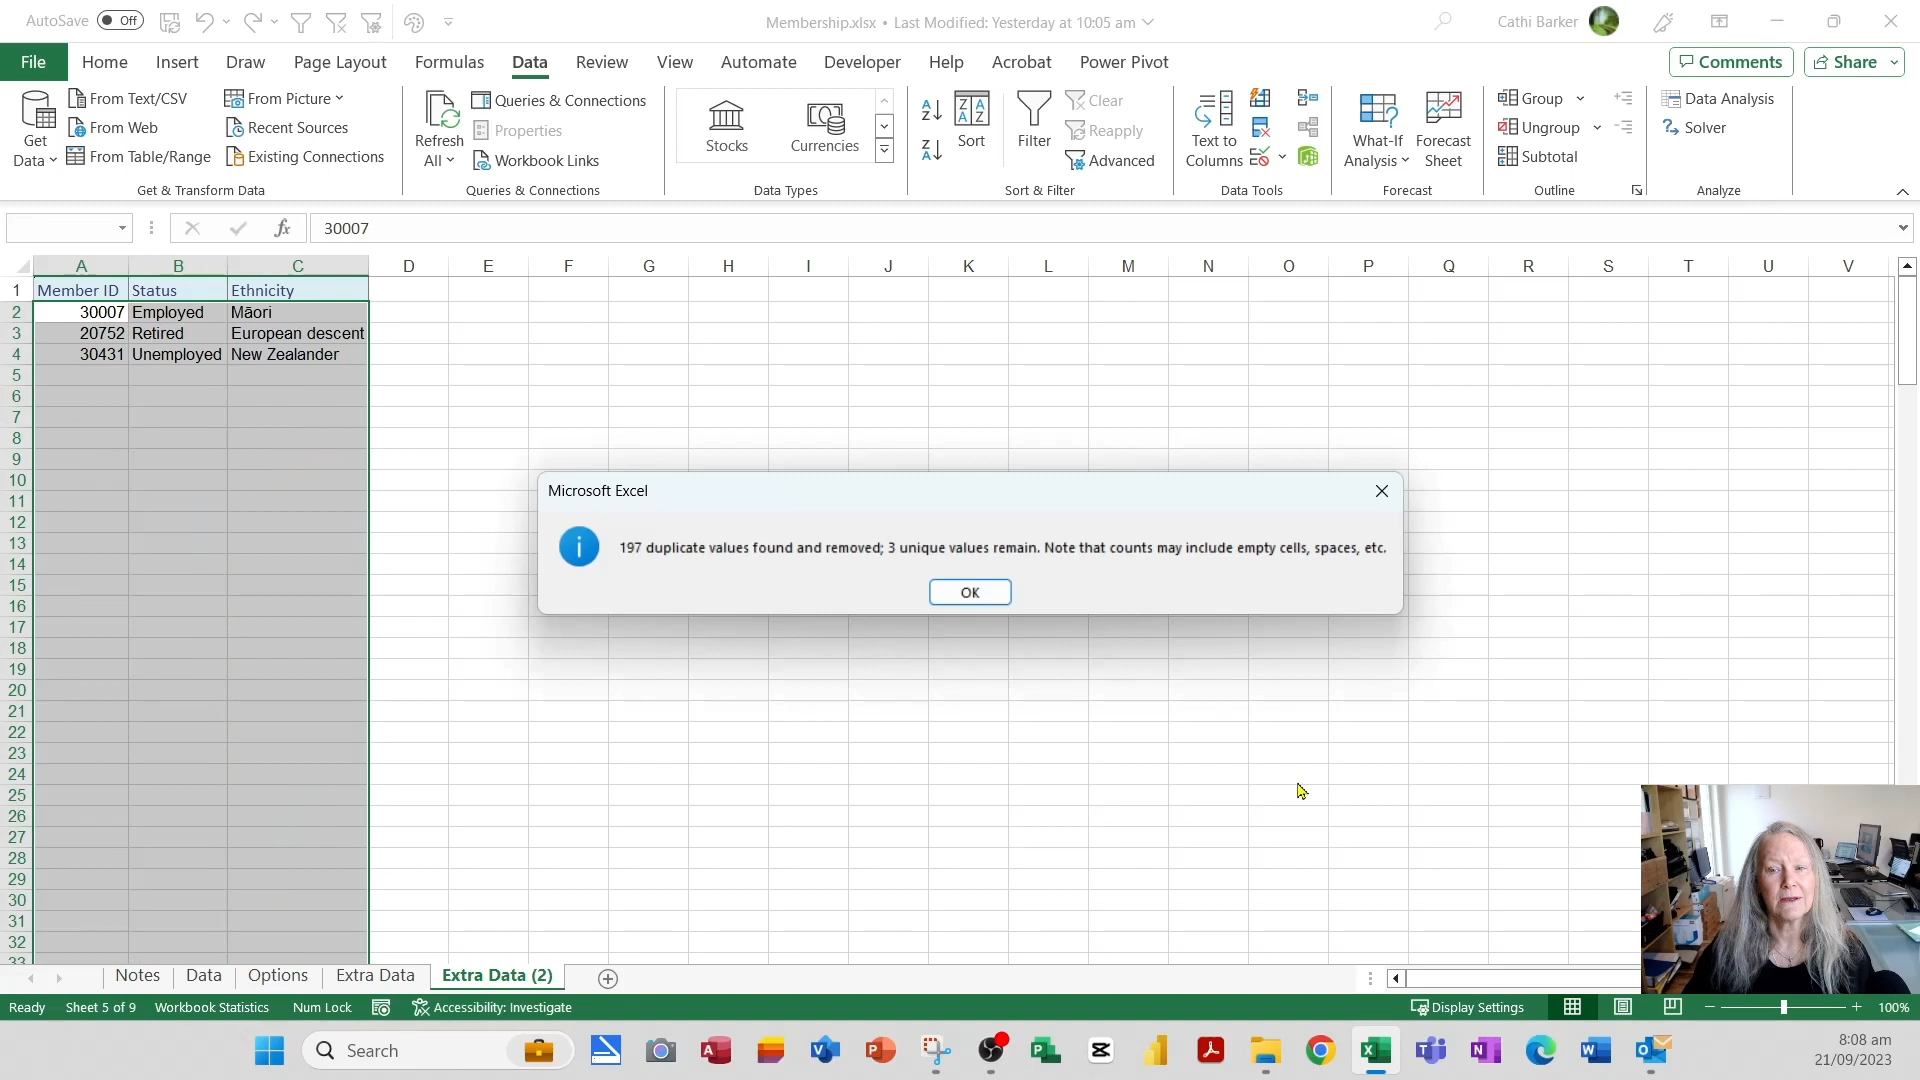 AutoSave Off
Membership.xlsx • Last Modified: Yesterday at 10:05 am
Cathi Barker
File Home Insert Draw Page Layout Formulas Data Review View Automate Developer Help Acrobat Power Pivot
Comments Share
Get Data
From Text/CSV
From Web
From Table/Range
From Picture
Recent Sources
Existing Connections
Get & Transform Data
Refresh All
Queries & Connections
Properties
Workbook Links
Queries & Connections
Stocks Currencies
Data Types
Sort
Filter
Clear
Reapply
Advanced
Sort & Filter
Text to Columns
Data Tools
What-If Analysis
Forecast Sheet
Forecast
Group
Ungroup
Subtotal
Outline
Data Analysis
Solver
Analyze
fx 30007
A B C D E F G H I J K L M N O P Q R S T U V
1 Member ID Status Ethnicity
2 30007 Employed Māori
3 20752 Retired European descent
4 30431 Unemployed New Zealander
5
6
7
8
9
10
11
12
13
14
15
16
17
18
19
20
21
22
23
24
25
26
27
28
29
30
31
32
33
Microsoft Excel
197 duplicate values found and removed; 3 unique values remain. Note that counts may include empty cells, spaces, etc.
OK
Notes Data Options Extra Data Extra Data (2)
Ready Sheet 5 of 9 Workbook Statistics Num Lock Accessibility: Investigate Display Settings 100%
Search
8:08 am
21/09/2023